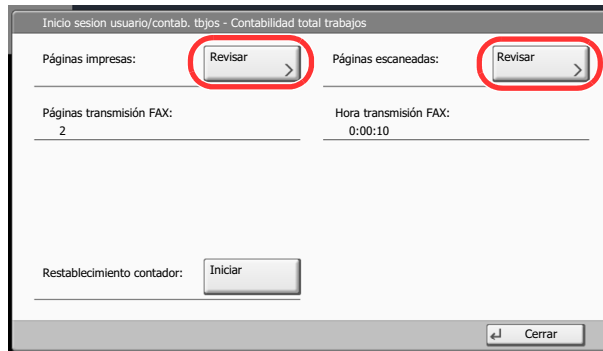 Inicio sesion usuario/contab. tbjos - Contabilidad total trabajos
Páginas impresas: Revisar Páginas escaneadas: Revisar
Páginas transmisión FAX: Hora transmisión FAX:
2 0:00:10
Restablecimiento contador: Iniciar
Cerrar